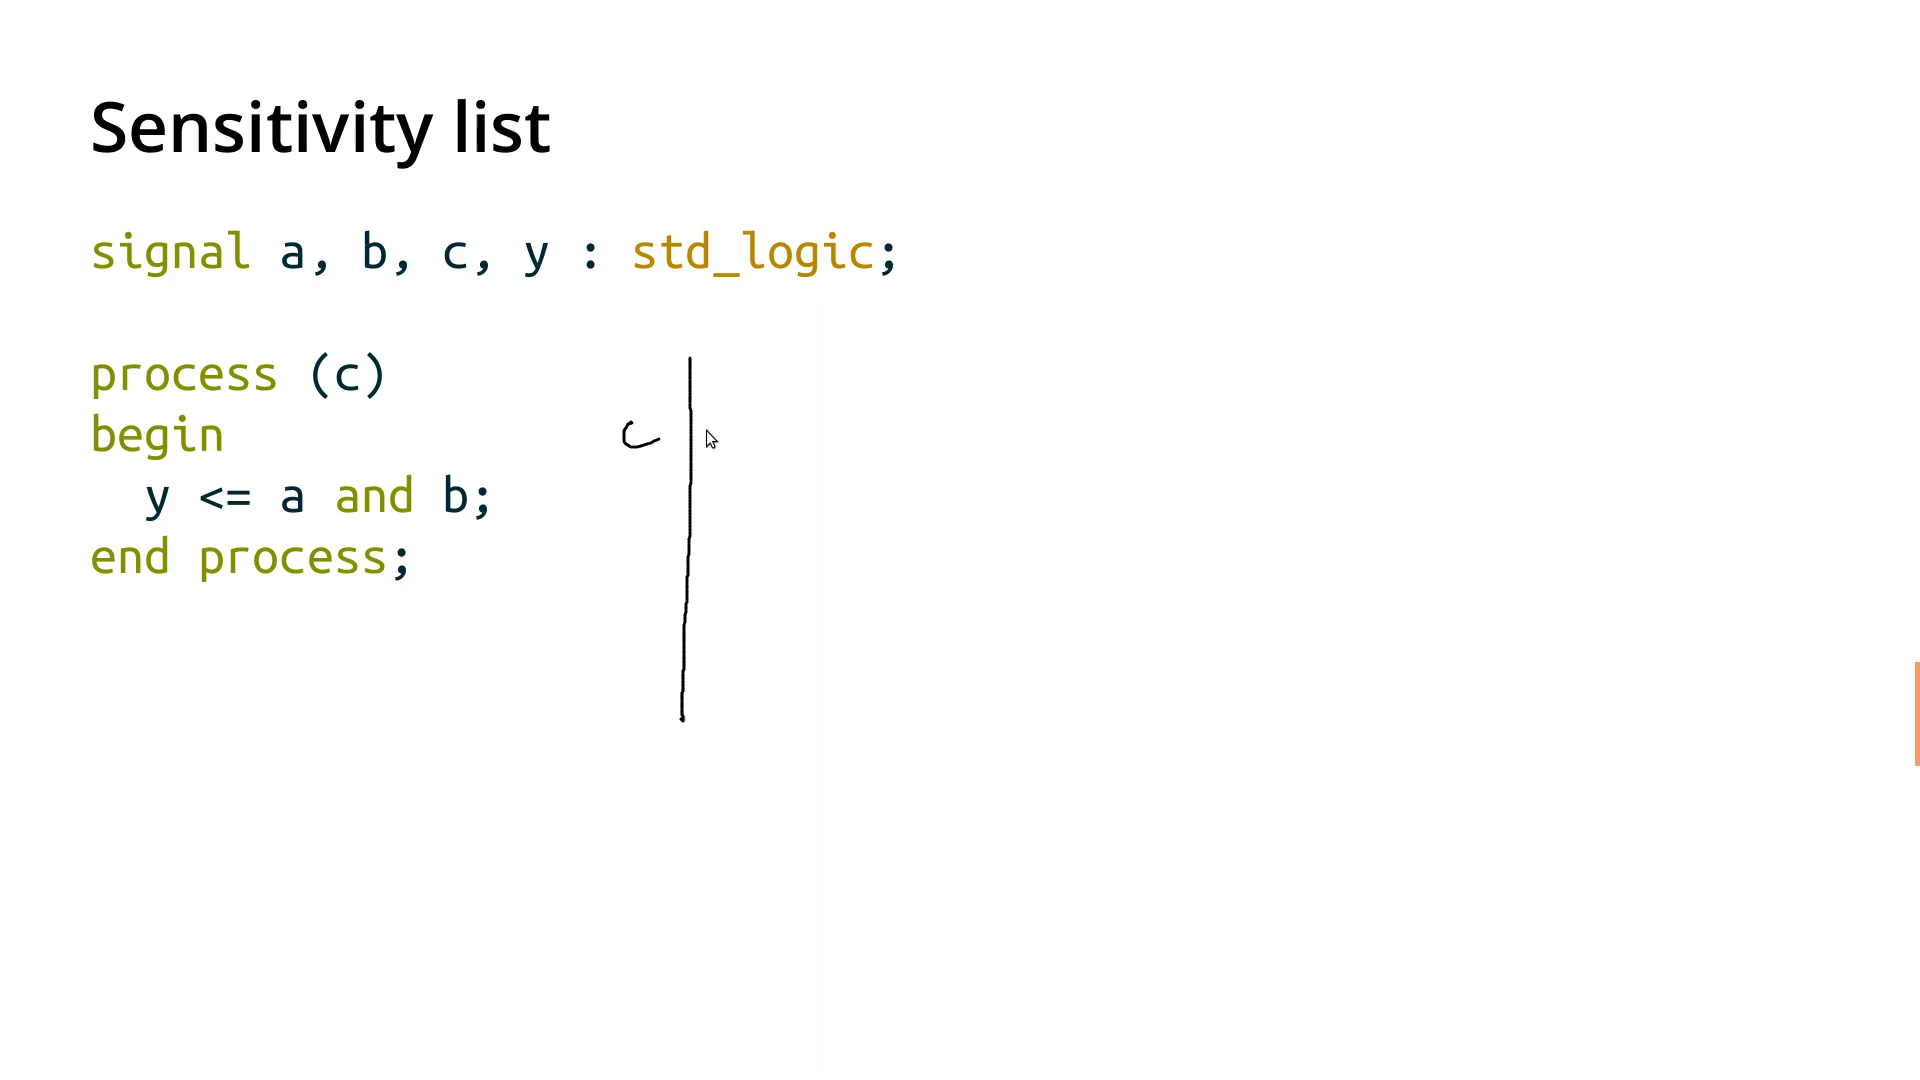 Sensitivity list
signal a, b, c, y : std_logic;
process (c)
begin
c
y <= a and b;
end process;